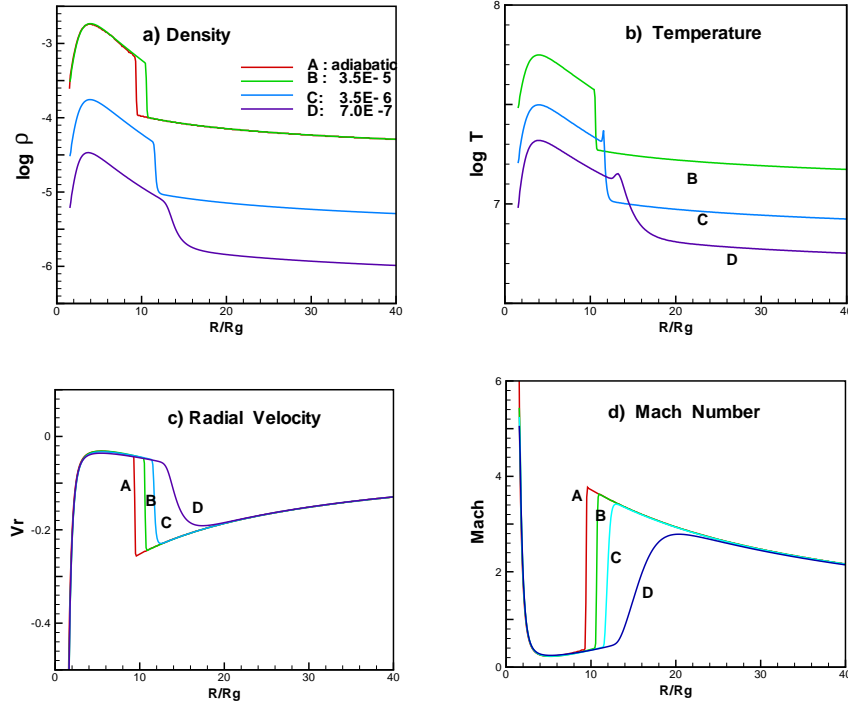 a) Density
A : adiabatic
B : 3.5E- 5
C: 3.5E- 6
D: 7.0E -7
log ρ
-3
-4
-5
-6
0 10 20 30 40
R/Rg
b) Temperature
log T
8
7
B
C
D
0 10 20 30 40
R/Rg
c) Radial Velocity
Vr
0
-0.2
-0.4
A B C D
0 10 20 30 40
R/Rg
d) Mach Number
Mach
6
4
2
0
A
B
C
D
0 10 20 30 40
R/Rg